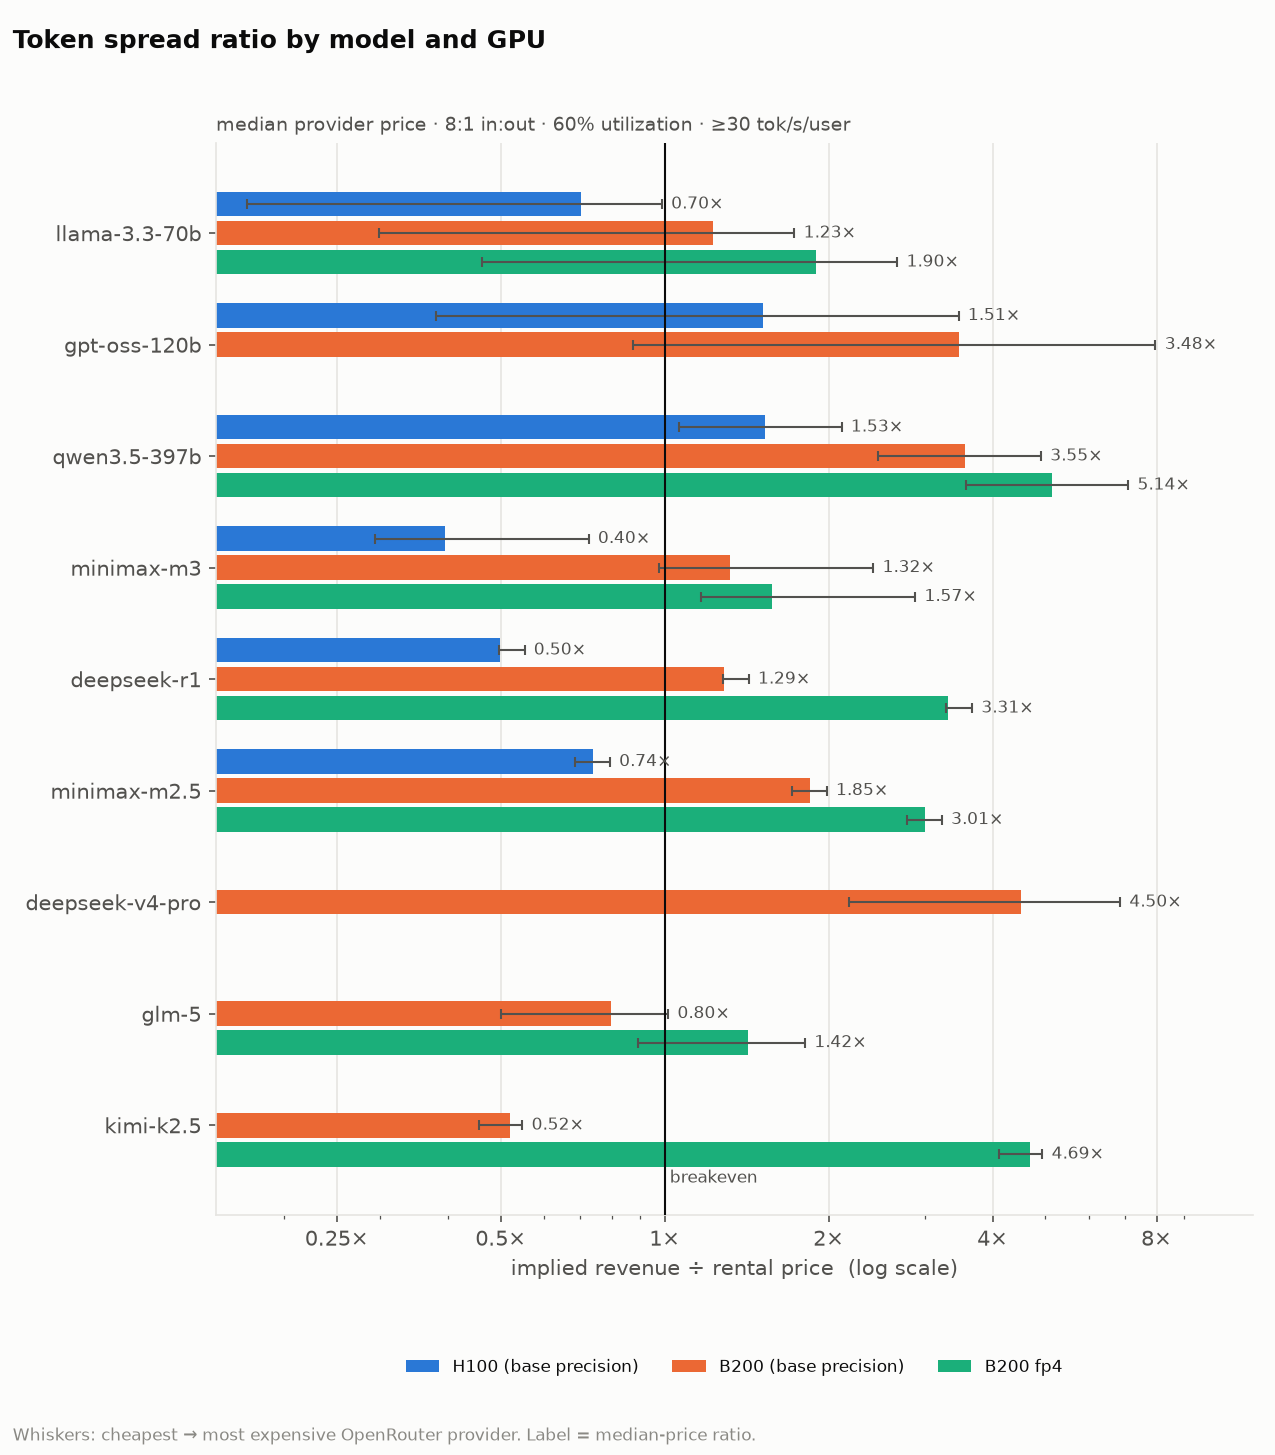 Token spread ratio by model and GPU
median provider price · 8:1 in:out · 60% utilization · ≥30 tok/s/user
llama-3.3-70b
0.70×
1.23×
1.90×
gpt-oss-120b
1.51×
3.48×
qwen3.5-397b
1.53×
3.55×
5.14×
minimax-m3
0.40×
1.32×
1.57×
deepseek-r1
0.50×
1.29×
3.31×
minimax-m2.5
0.74×
1.85×
3.01×
deepseek-v4-pro
4.50×
glm-5
0.80×
1.42×
kimi-k2.5
0.52×
4.69×
breakeven
0.25× 0.5× 1× 2× 4× 8×
implied revenue ÷ rental price (log scale)
H100 (base precision) B200 (base precision) B200 fp4
Whiskers: cheapest → most expensive OpenRouter provider. Label = median-price ratio.